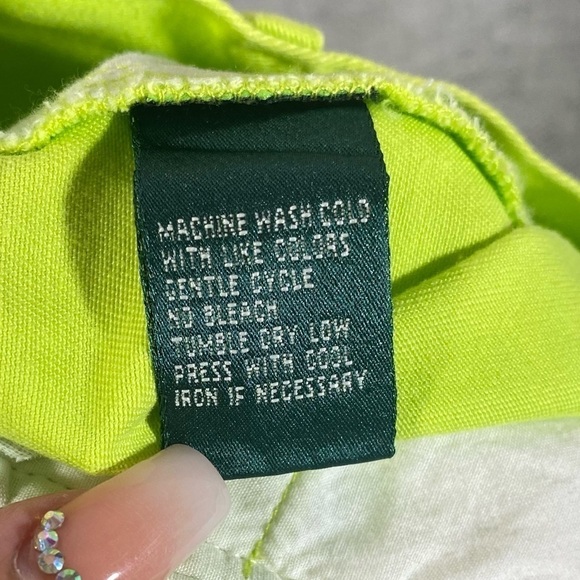 MACHINE WASH COLD
WITH LIKE COLORS
GENTLE CYCLE
NO BLEACH
TUMBLE DRY LOW
PRESS WITH COOL
IRON IF NECESSARY